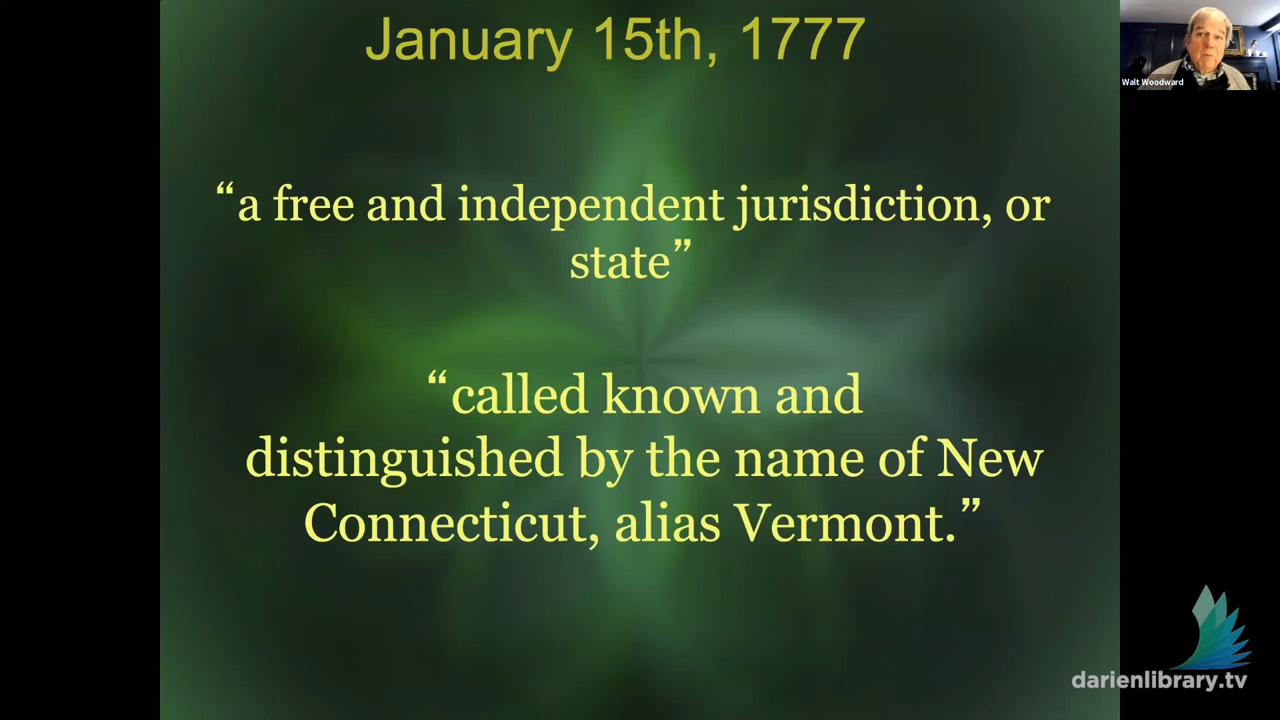 January 15th, 1777
“a free and independent jurisdiction, or
state”
“called known and
distinguished by the name of New
Connecticut, alias Vermont.”
Walt Woodward
darienlibrary.tv